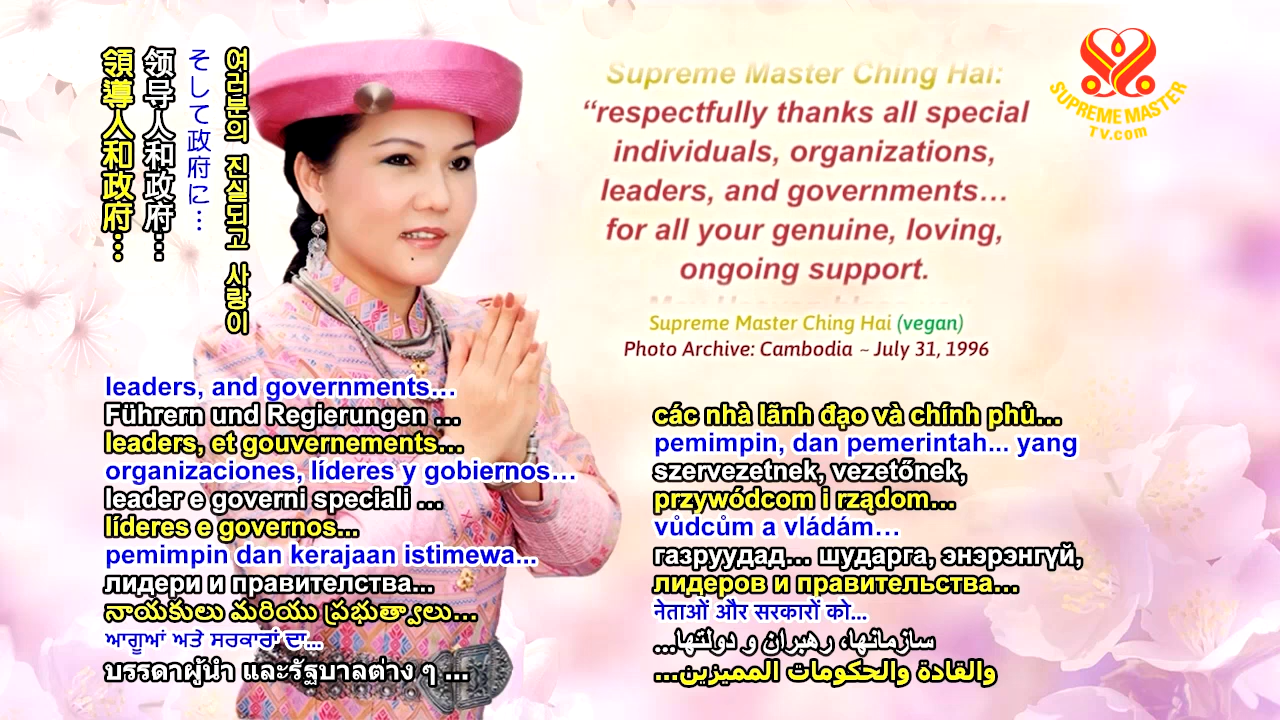 領導人和政府…
领导人和政府…
そして政府に…
여러분의 진실되고 사랑이
Supreme Master Ching Hai:
“respectfully thanks all special
individuals, organizations,
leaders, and governments…
for all your genuine, loving,
ongoing support.
Supreme Master Ching Hai (vegan)
Photo Archive: Cambodia ~ July 31, 1996
SUPREME MASTER
TV.com
leaders, and governments…
Führern und Regierungen …
leaders, et gouvernements…
organizaciones, líderes y gobiernos…
leader e governi speciali …
líderes e governos...
pemimpin dan kerajaan istimewa...
лидери и правителства...
నాయకులు మరియు ప్రభుత్వాలు...
ਆਗੂਆਂ ਅਤੇ ਸਰਕਾਰਾਂ ਦਾ...
บรรดาผู้นำ และรัฐบาลต่าง ๆ ...
các nhà lãnh đạo và chính phủ…
pemimpin, dan pemerintah... yang
szervezetnek, vezetőnek,
przywódcom i rządom…
vůdcům a vládám…
газруудад... шударга, энэрэнгүй,
лидеров и правительства…
नेताओं और सरकारों को...
سازمانها، رهبران و دولتها...
والقادة والحكومات المميزين...